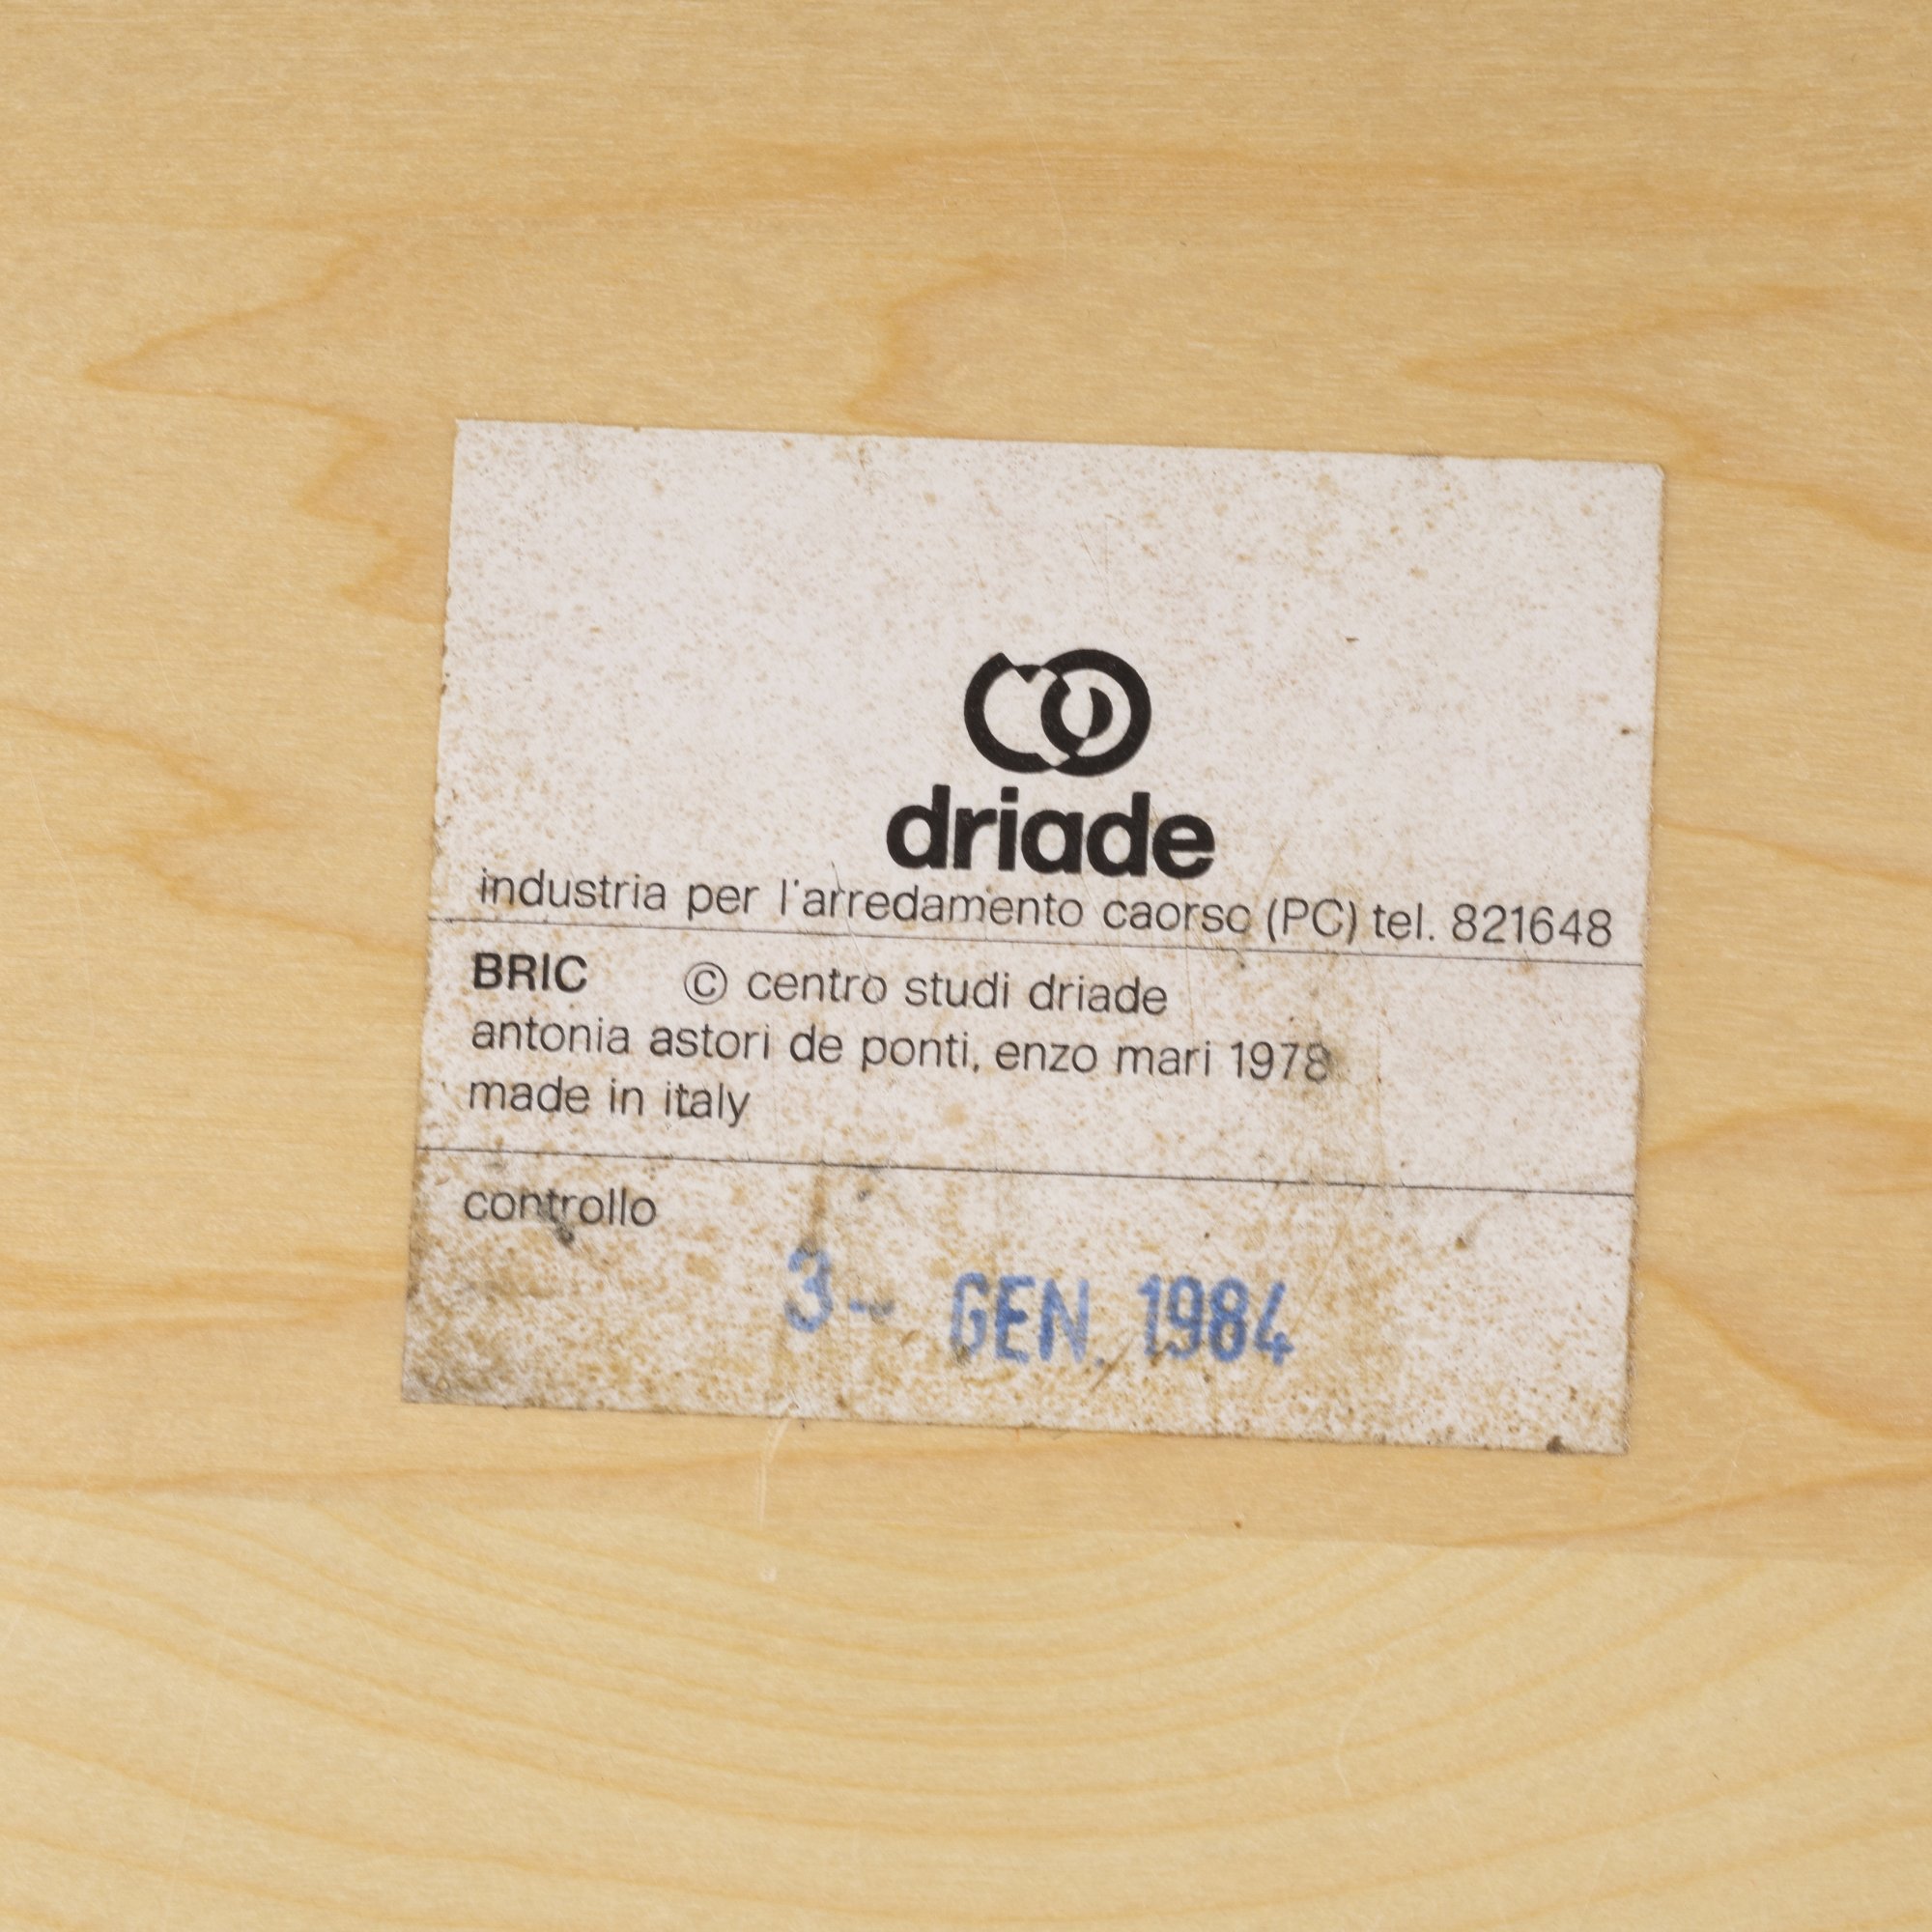 driade
industria per l'arredamento caorso (PC) tel. 821648
BRIC © centro studi driade
antonia astori de ponti, enzo mari 1978
made in italy
controllo
3- GEN. 1984